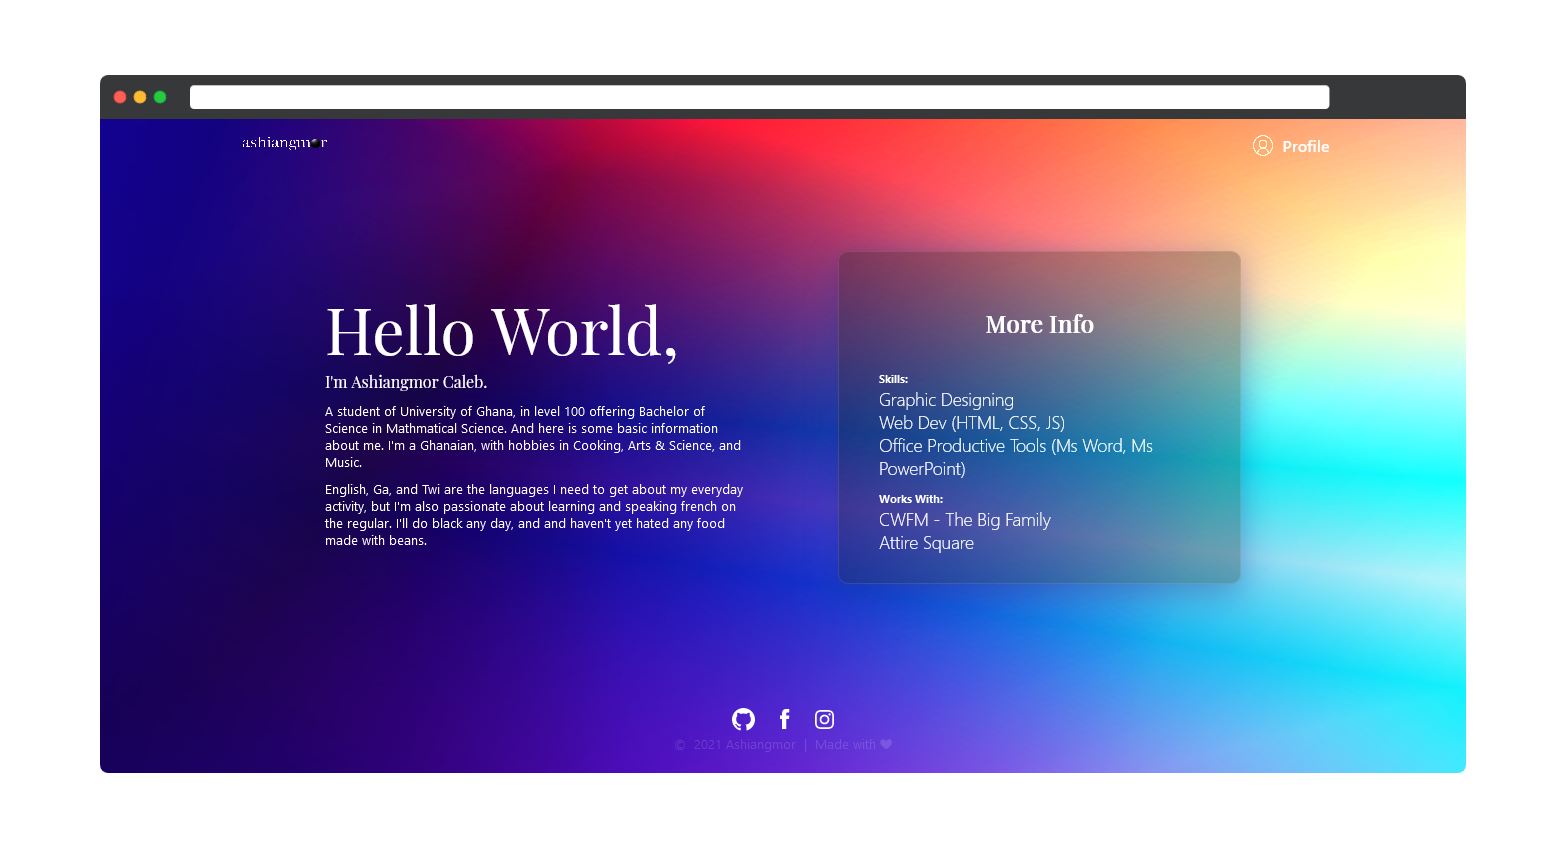 ashiangmor
Profile
Hello World,
I'm Ashiangmor Caleb.
A student of University of Ghana, in level 100 offering Bachelor of
Science in Mathmatical Science. And here is some basic information
about me. I'm a Ghanaian, with hobbies in Cooking, Arts & Science, and
Music.
English, Ga, and Twi are the languages I need to get about my everyday
activity, but I'm also passionate about learning and speaking french on
the regular. I'll do black any day, and and haven't yet hated any food
made with beans.
More Info
Skills:
Graphic Designing
Web Dev (HTML, CSS, JS)
Office Productive Tools (Ms Word, Ms
PowerPoint)
Works With:
CWFM - The Big Family
Attire Square
© 2021 Ashiangmor | Made with ♥